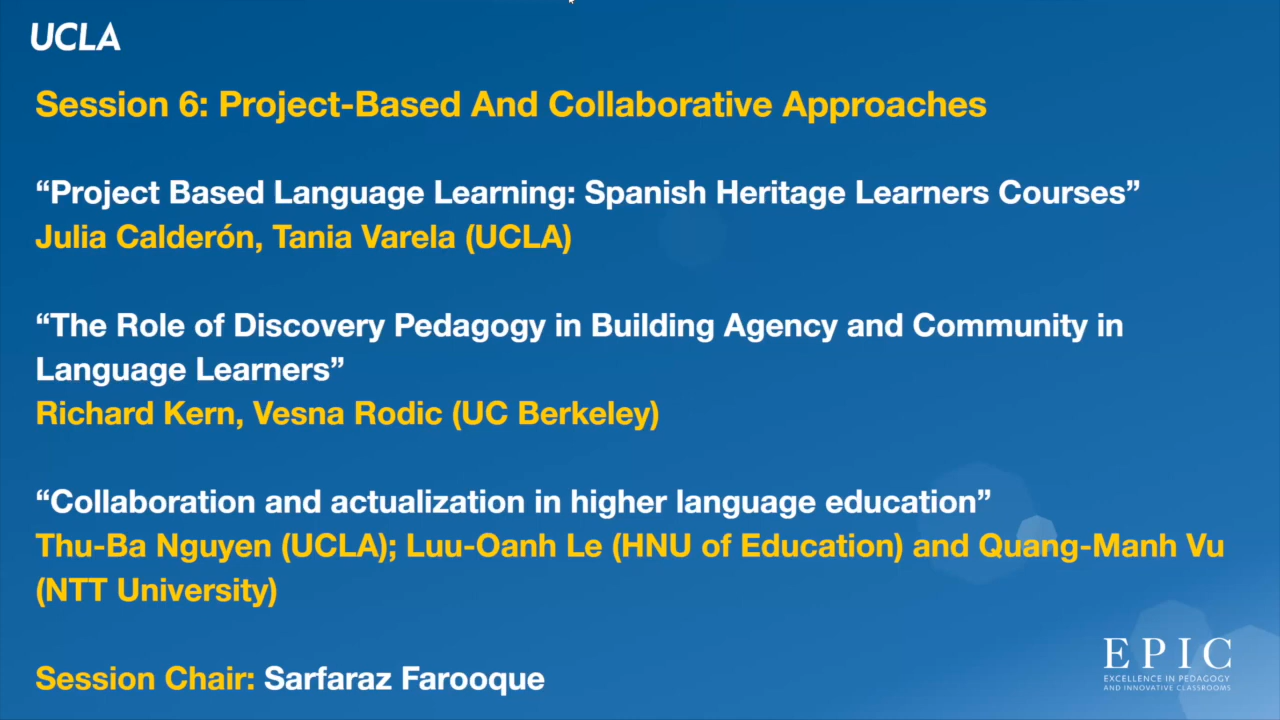 UCLA
Session 6: Project-Based And Collaborative Approaches
“Project Based Language Learning: Spanish Heritage Learners Courses”
Julia Calderón, Tania Varela (UCLA)
“The Role of Discovery Pedagogy in Building Agency and Community in
Language Learners”
Richard Kern, Vesna Rodic (UC Berkeley)
“Collaboration and actualization in higher language education”
Thu-Ba Nguyen (UCLA); Luu-Oanh Le (HNU of Education) and Quang-Manh Vu
(NTT University)
Session Chair: Sarfaraz Farooque
EPIC
EXCELLENCE IN PEDAGOGY
AND INNOVATIVE CLASSROOMS